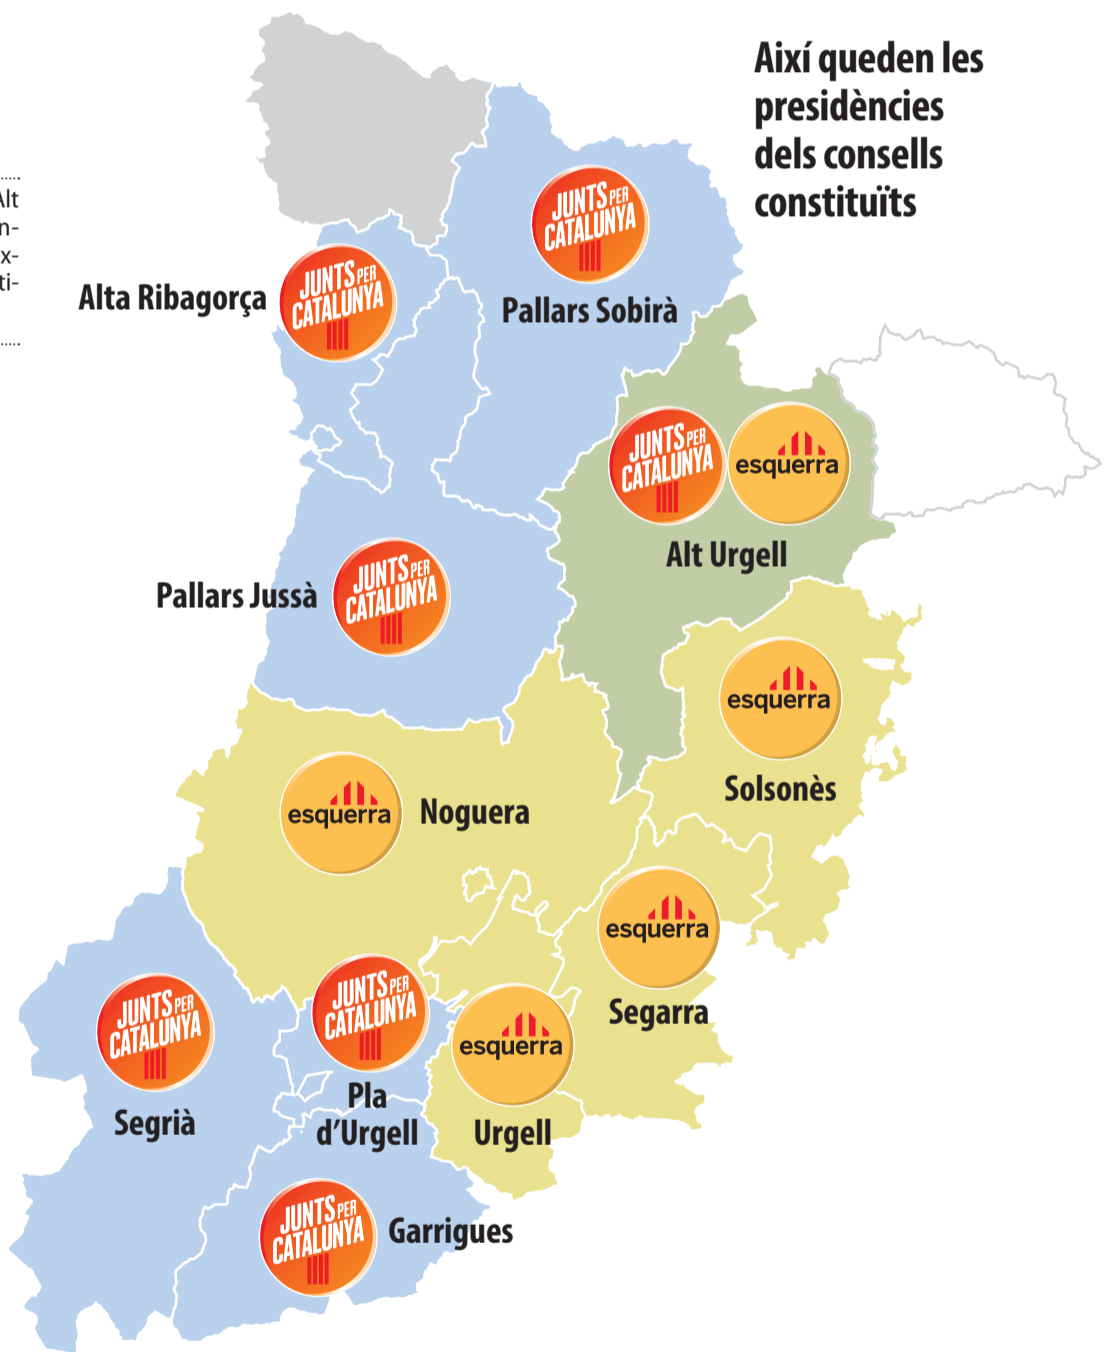 Així queden les
presidències
dels consells
constituïts
Alt
n-
x-
ti-
JUNTS PER
CATALUNYA
Pallars Sobirà
Alta Ribagorça
JUNTS PER
CATALUNYA
JUNTS PER
CATALUNYA
esquerra
Alt Urgell
Pallars Jussà
JUNTS PER
CATALUNYA
esquerra
Solsonès
esquerra
Noguera
esquerra
Segarra
JUNTS PER
CATALUNYA
Segrià
JUNTS PER
CATALUNYA
Pla
d'Urgell
esquerra
Urgell
JUNTS PER
CATALUNYA
Garrigues